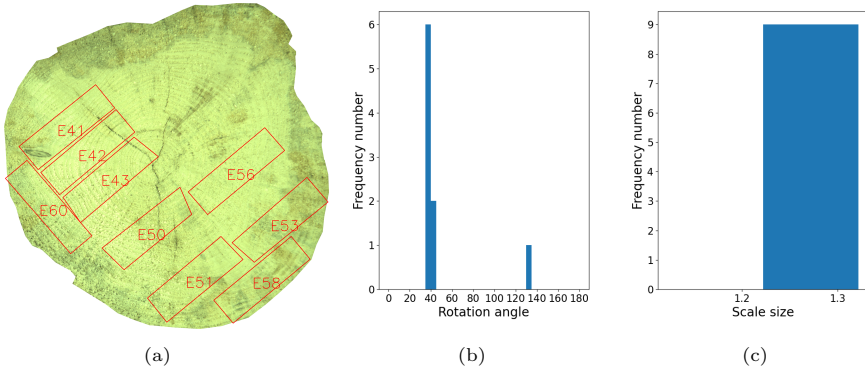 E41
E42
E43
E56
E60
E50
E53
E51
E58
(a)
Frequency number
6
5
4
3
2
1
0
0 20 40 60 80 100 120 140 160 180
Rotation angle
(b)
Frequency number
9
8
7
6
5
4
3
2
1
0
1.2 1.3
Scale size
(c)